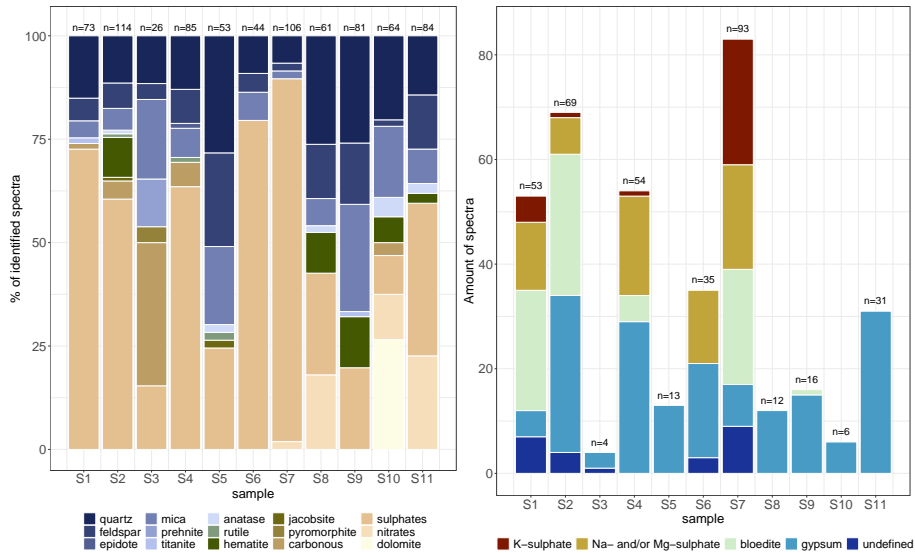 n=73 n=114 n=26 n=85 n=53 n=44 n=106 n=61 n=81 n=64 n=84
100
75
50
25
0
% of identified spectra
S1 S2 S3 S4 S5 S6 S7 S8 S9 S10 S11
sample
quartz mica anatase jacobsite sulphates
feldspar prehnite rutile pyromorphite nitrates
epidote titanite hematite carbonous dolomite
n=93
80
n=69
60
n=53 n=54
40
n=35
n=31
20
n=16
n=13 n=12
n=4 n=6
0
Amount of spectra
S1 S2 S3 S4 S5 S6 S7 S8 S9 S10 S11
sample
K−sulphate Na− and/or Mg−sulphate bloedite gypsum undefined